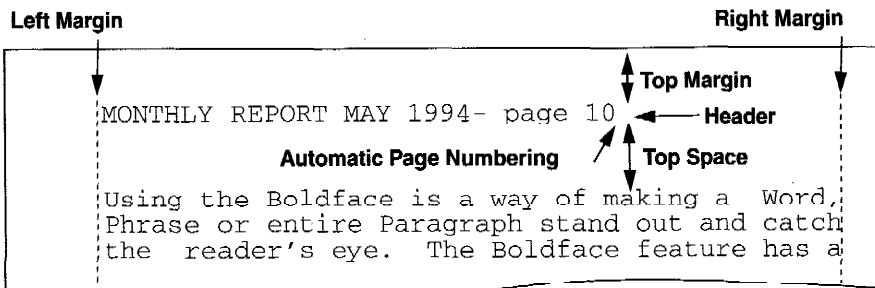 Left Margin
Right Margin
Top Margin
MONTHLY REPORT MAY 1994- page 10
Header
Automatic Page Numbering
Top Space
Using the Boldface is a way of making a  Word,
Phrase or entire Paragraph stand out and catch
the  reader's eye.  The Boldface feature has a